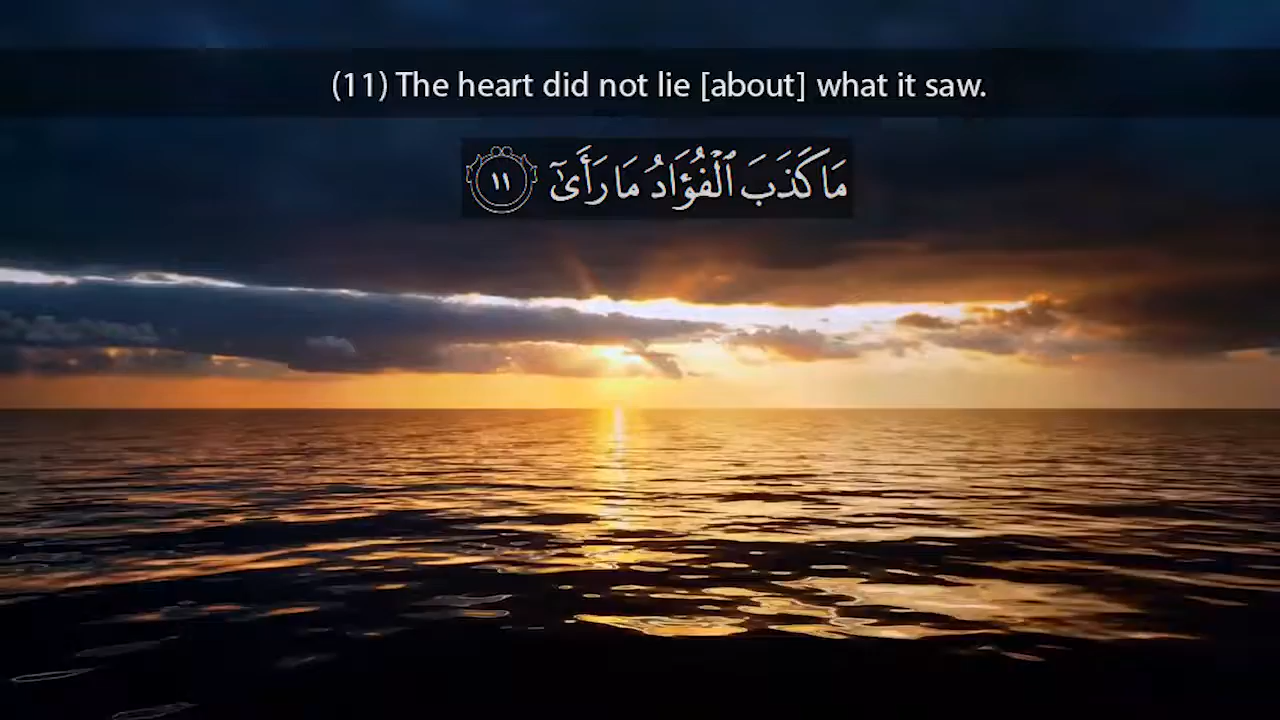 (11) The heart did not lie [about] what it saw.
مَا كَذَبَ ٱلْفُؤَادُ مَا رَأَىٰٓ ١١